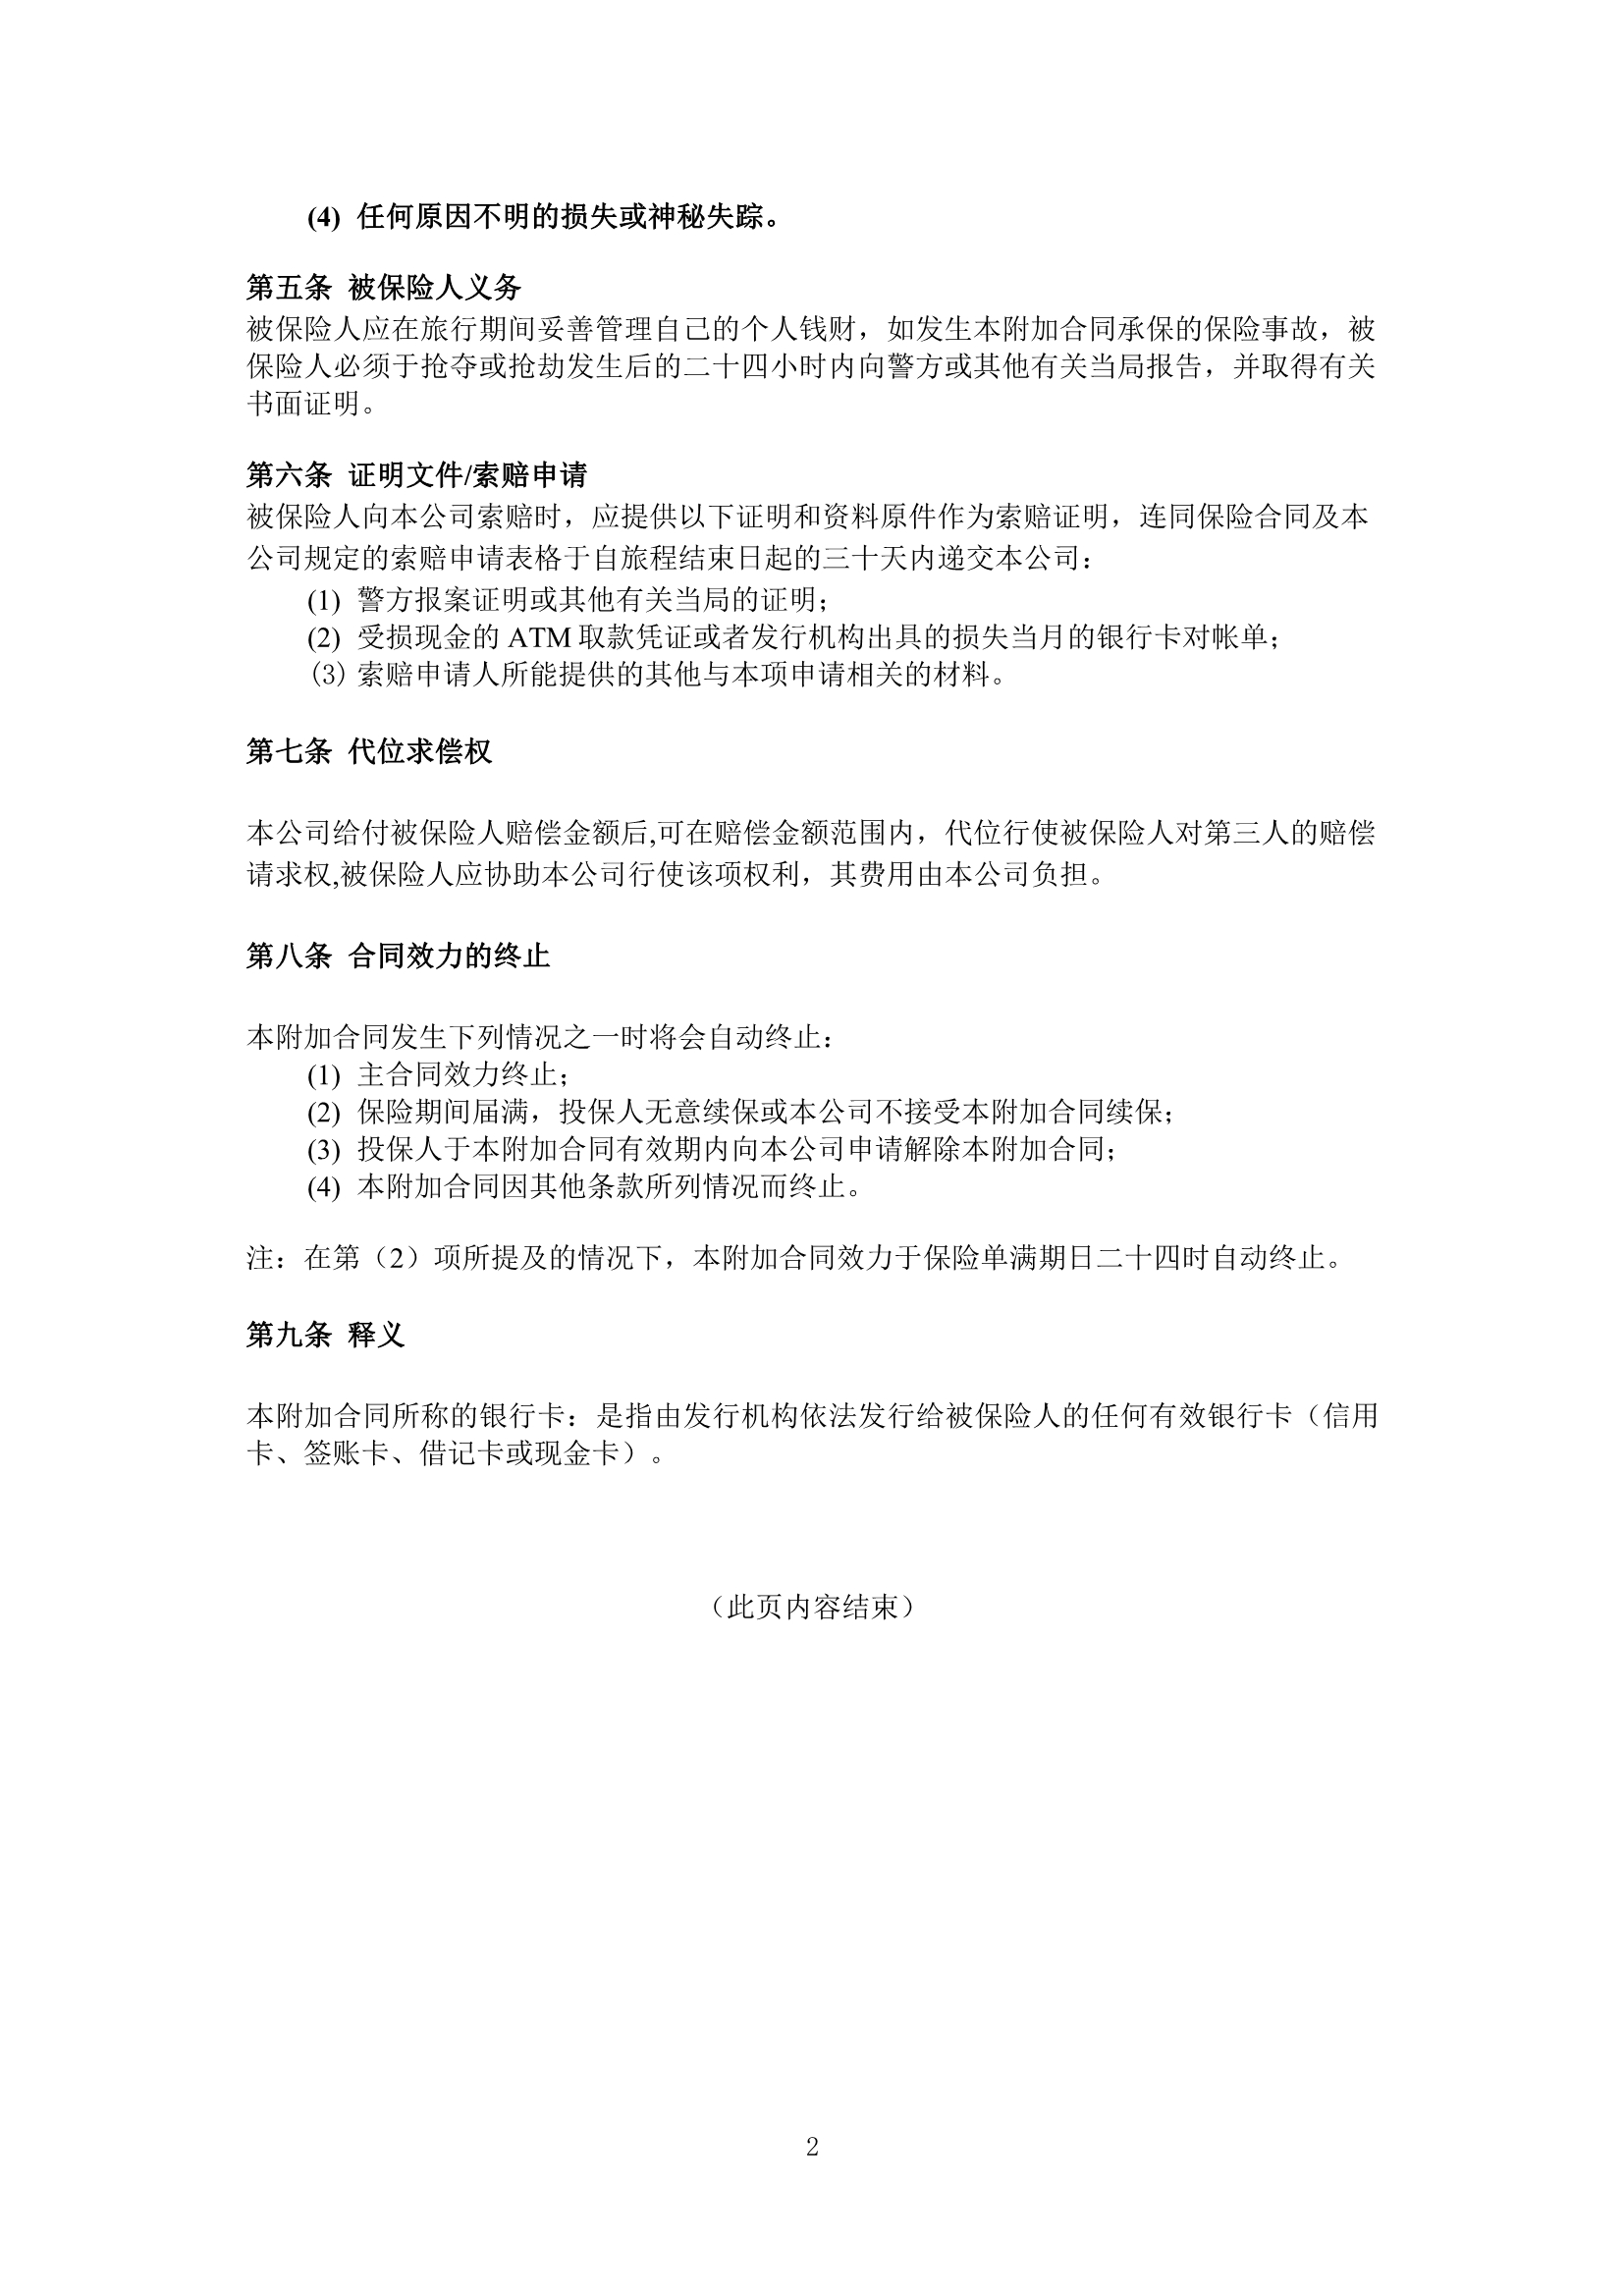 (4) 任何原因不明的损失或神秘失踪。
第五条 被保险人义务
被保险人应在旅行期间妥善管理自己的个人钱财，如发生本附加合同承保的保险事故，被
保险人必须于抢夺或抢劫发生后的二十四小时内向警方或其他有关当局报告，并取得有关
书面证明。
第六条 证明文件/索赔申请
被保险人向本公司索赔时，应提供以下证明和资料原件作为索赔证明，连同保险合同及本
公司规定的索赔申请表格于自旅程结束日起的三十天内递交本公司：
(1) 警方报案证明或其他有关当局的证明；
(2) 受损现金的 ATM 取款凭证或者发行机构出具的损失当月的银行卡对帐单；
(3) 索赔申请人所能提供的其他与本项申请相关的材料。
第七条 代位求偿权
本公司给付被保险人赔偿金额后,可在赔偿金额范围内，代位行使被保险人对第三人的赔偿
请求权,被保险人应协助本公司行使该项权利，其费用由本公司负担。
第八条 合同效力的终止
本附加合同发生下列情况之一时将会自动终止：
(1) 主合同效力终止；
(2) 保险期间届满，投保人无意续保或本公司不接受本附加合同续保；
(3) 投保人于本附加合同有效期内向本公司申请解除本附加合同；
(4) 本附加合同因其他条款所列情况而终止。
注：在第（2）项所提及的情况下，本附加合同效力于保险单满期日二十四时自动终止。
第九条 释义
本附加合同所称的银行卡：是指由发行机构依法发行给被保险人的任何有效银行卡（信用
卡、签账卡、借记卡或现金卡）。
（此页内容结束）
2